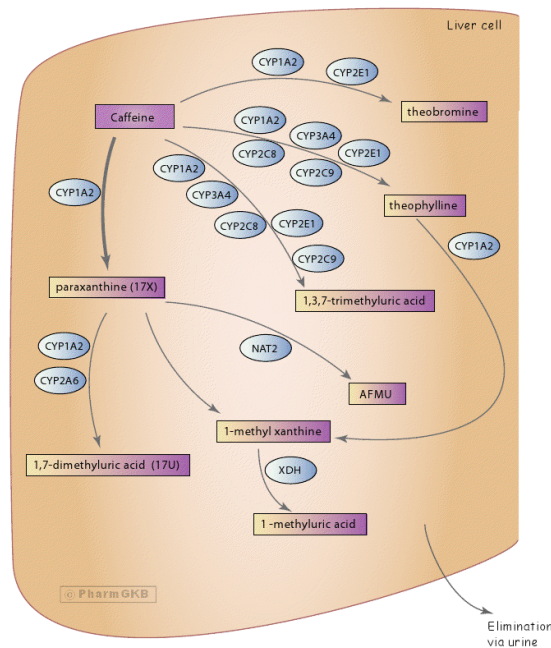 Liver cell
CYP1A2
CYP2E1
theobromine
Caffeine
CYP1A2
CYP3A4
CYP2C8
CYP2E1
CYP2C9
CYP1A2
CYP3A4
CYP2C8
CYP2E1
CYP2C9
CYP1A2
theophylline
CYP1A2
paraxanthine (17X)
1,3,7-trimethyluric acid
CYP1A2
CYP2A6
NAT2
AFMU
1-methyl xanthine
1,7-dimethyluric acid (17U)
XDH
1 -methyluric acid
© PharmGKB
Elimination
via urine